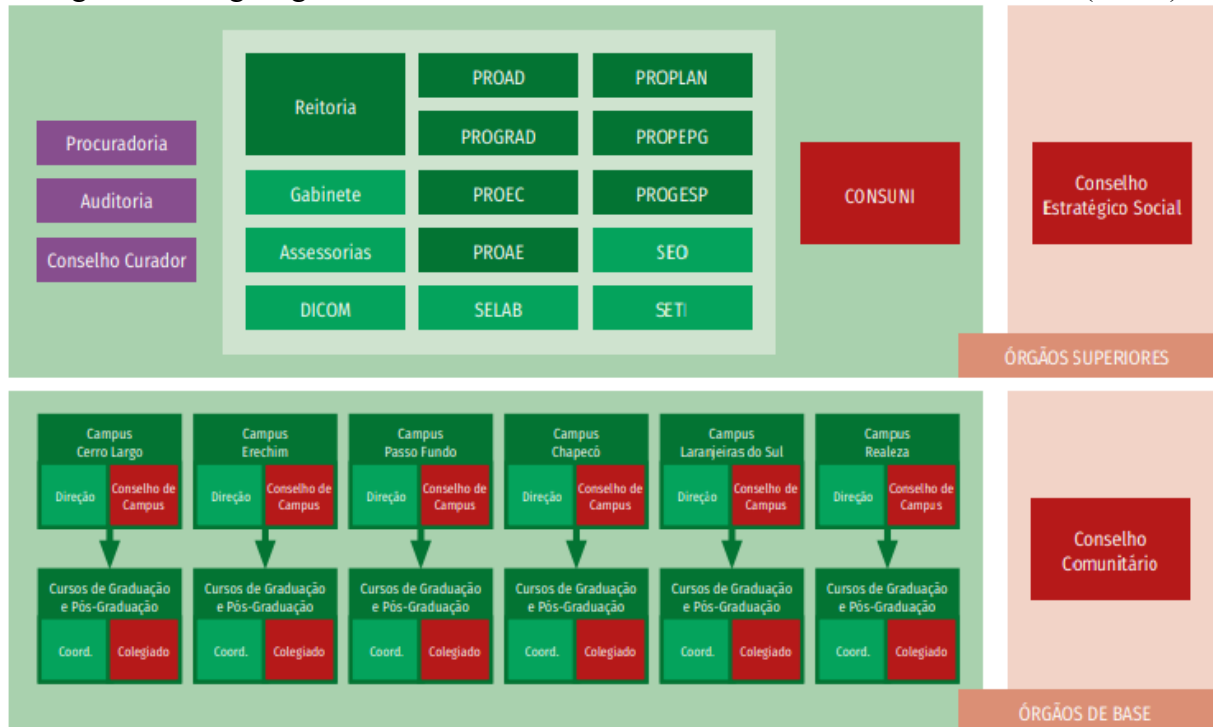 Reitoria
PROAD
PROPLAN
PROGRAD
PROPEPG
Procuradoria
Auditoria
Conselho Curador
Gabinete
PROEC
PROGESP
Assessorias
PROAE
SEO
DICOM
SELAB
SETI
CONSUNI
Conselho
Estratégico Social
ÓRGÃOS SUPERIORES
Campus
Cerro Largo
Direção
Conselho de
Campus
Campus
Erechim
Direção
Conselho de
Campus
Campus
Passo Fundo
Direção
Conselho de
Campus
Campus
Chapecó
Direção
Conselho de
Campus
Campus
Laranjeiras do Sul
Direção
Conselho de
Campus
Campus
Realeza
Direção
Conselho de
Campus
Cursos de Graduação
e Pós-Graduação
Coord.
Colegiado
Cursos de Graduação
e Pós-Graduação
Coord.
Colegiado
Cursos de Graduação
e Pós-Graduação
Coord.
Colegiado
Cursos de Graduação
e Pós-Graduação
Coord.
Colegiado
Cursos de Graduação
e Pós-Graduação
Coord.
Colegiado
Cursos de Graduação
e Pós-Graduação
Coord.
Colegiado
Conselho
Comunitário
ÓRGÃOS DE BASE